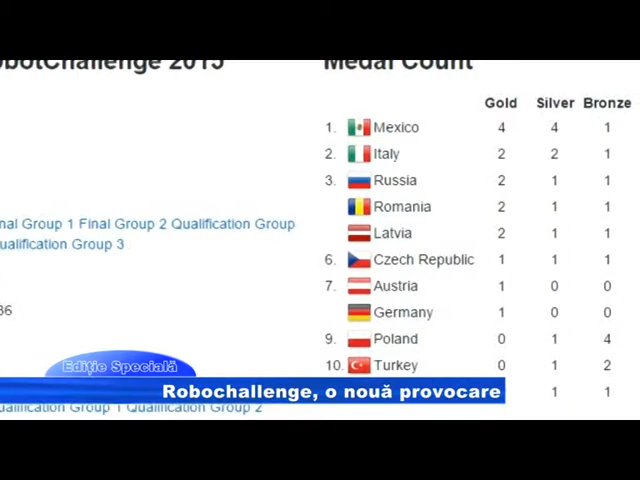 obotChallenge 2015
Medal Count
Gold Silver Bronze
1. Mexico 4 4 1
2. Italy 2 2 1
3. Russia 2 1 1
Romania 2 1 1
Latvia 2 1 1
6. Czech Republic 1 1 1
7. Austria 1 0 0
Germany 1 0 0
9. Poland 0 1 4
10. Turkey 0 1 2
1 1
nal Group 1 Final Group 2 Qualification Group
ualification Group 3
36
Ediție Specială
Robochallenge, o nouă provocare
ualification Group 1 Qualification Group 2